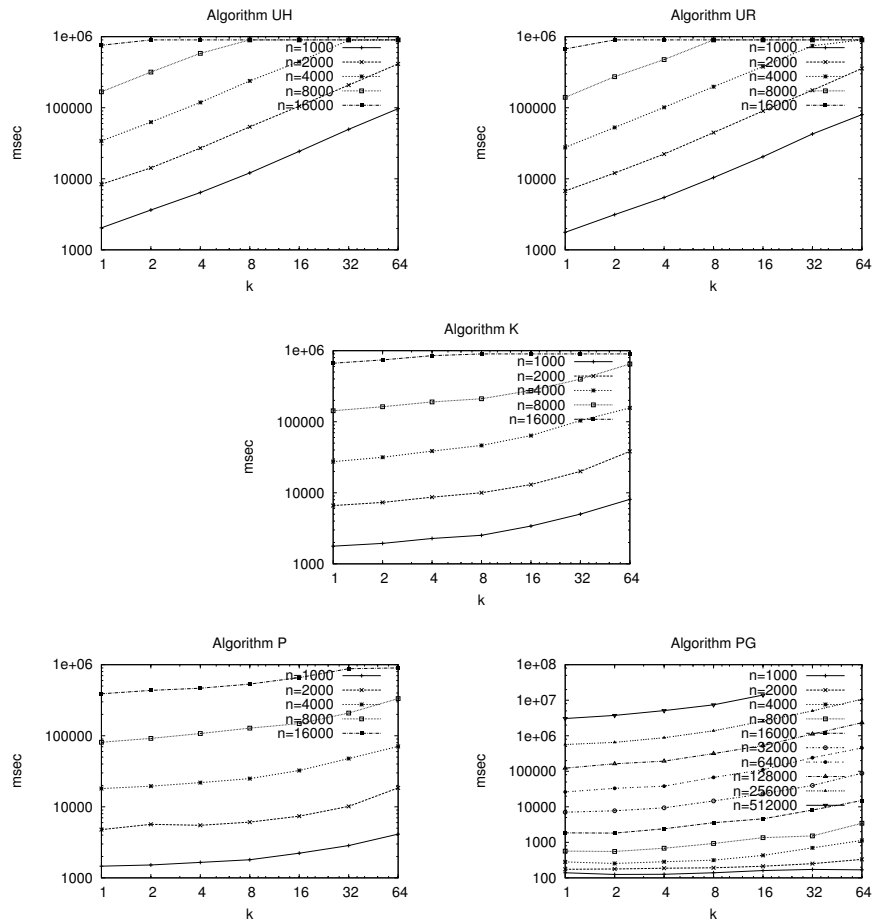 Algorithm UH
1e+06
100000
10000
1000
msec
n=1000
n=2000
n=4000
n=8000
n=16000
1 2 4 8 16 32 64
k
Algorithm UR
1e+06
100000
10000
1000
msec
n=1000
n=2000
n=4000
n=8000
n=16000
1 2 4 8 16 32 64
k
Algorithm K
1e+06
100000
10000
1000
msec
n=1000
n=2000
n=4000
n=8000
n=16000
1 2 4 8 16 32 64
k
Algorithm P
1e+06
100000
10000
1000
msec
n=1000
n=2000
n=4000
n=8000
n=16000
1 2 4 8 16 32 64
k
Algorithm PG
1e+08
1e+07
1e+06
100000
10000
1000
100
msec
n=1000
n=2000
n=4000
n=8000
n=16000
n=32000
n=64000
n=128000
n=256000
n=512000
1 2 4 8 16 32 64
k